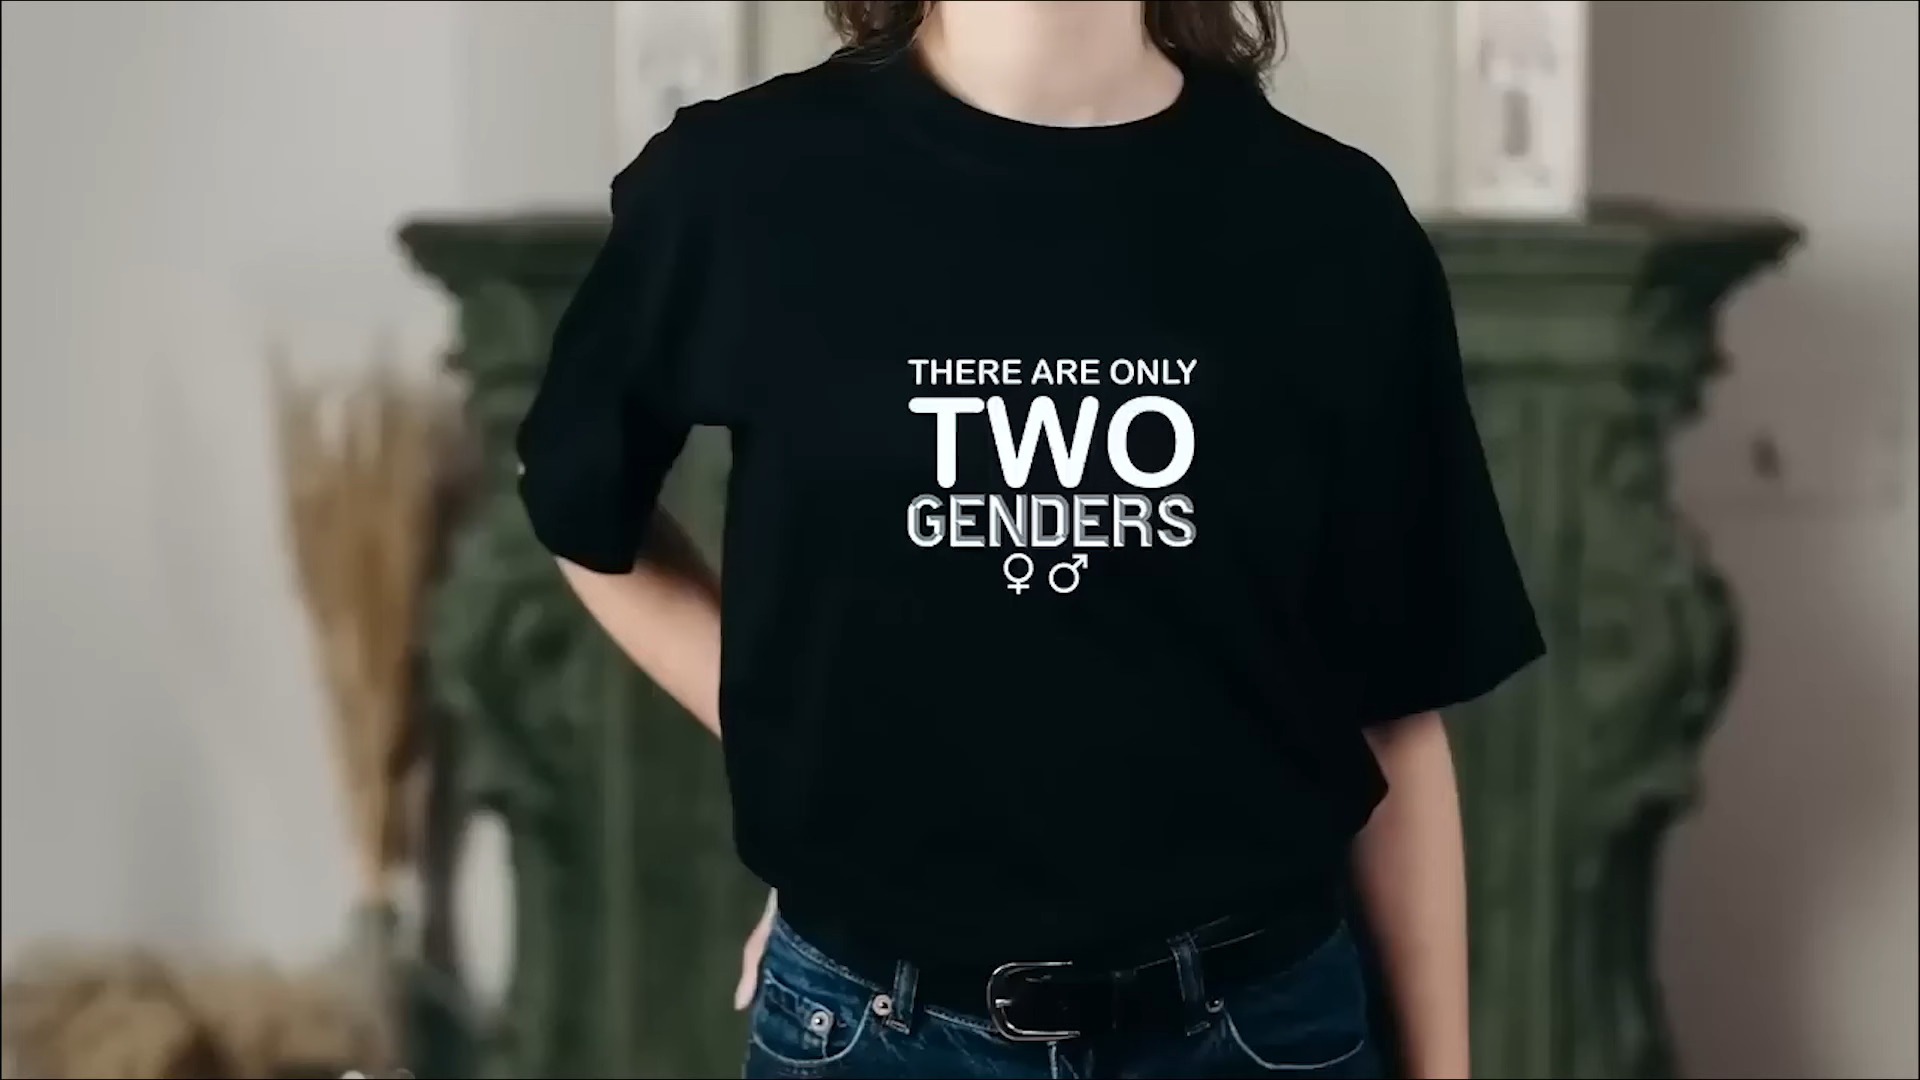 THERE ARE ONLY
TWO
GENDERS
♀ ♂